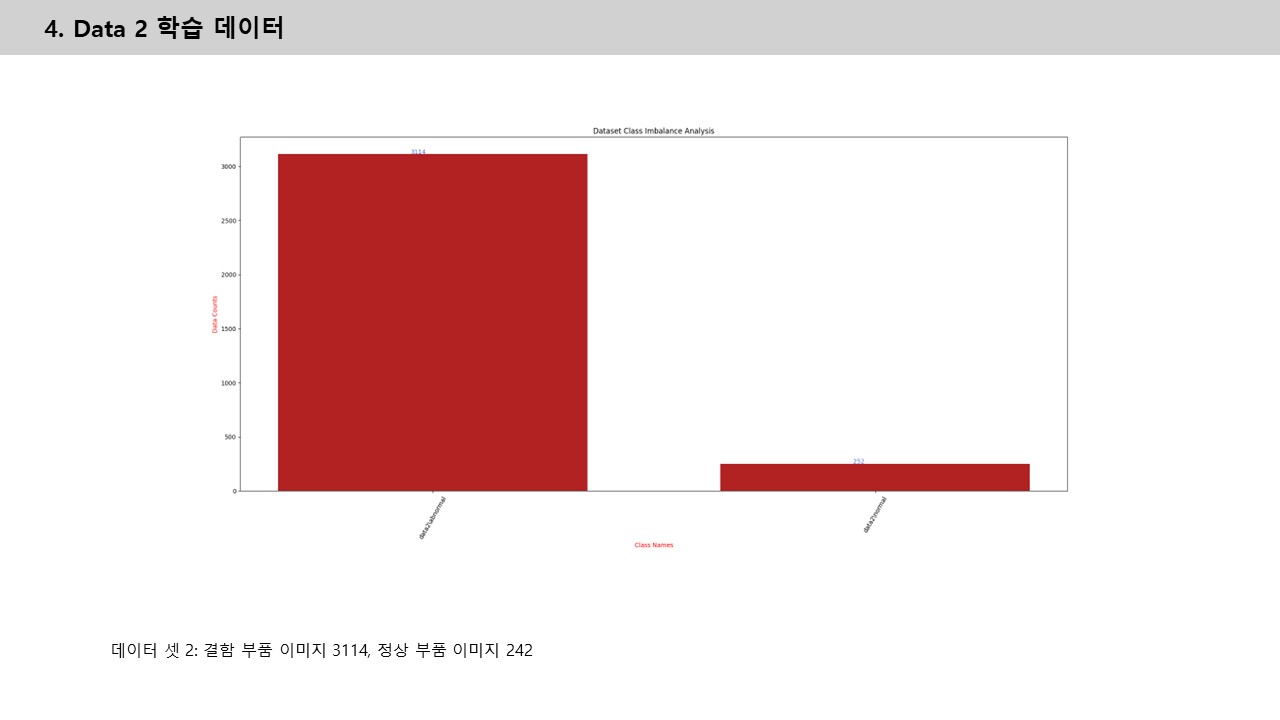 4. Data 2 학습 데이터
Dataset Class Imbalance Analysis
3114
3000
2500
2000
1500
1000
500
0
Data Counts
252
data2\abnormal
data2\normal
Class Names
데이터 셋 2: 결함 부품 이미지 3114, 정상 부품 이미지 242